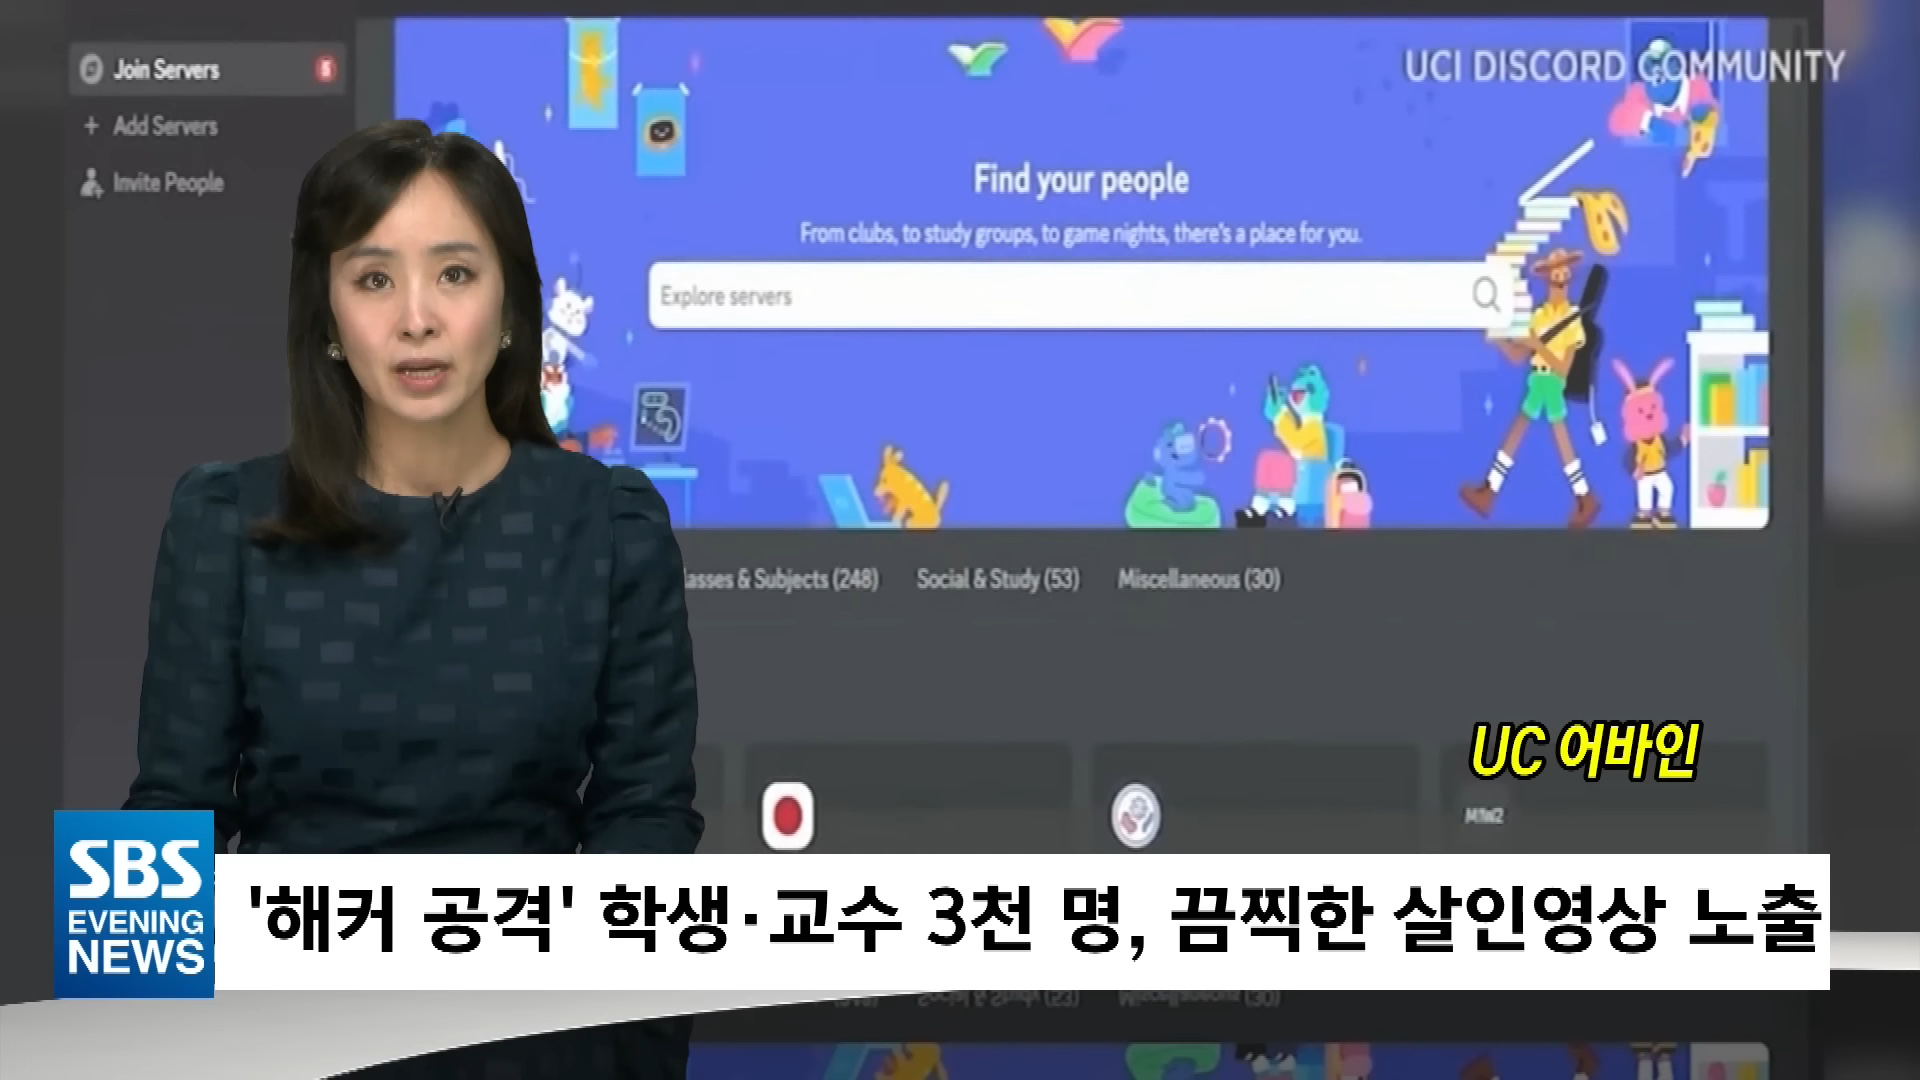 Join Servers
5
Add Servers
Invite People
UCI DISCORD COMMUNITY
Find your people
From clubs, to study groups, to game nights, there's a place for you.
Explore servers
lasses & Subjects (248)
Social & Study (53)
Miscellaneous (30)
UC 어바인
SBS
EVENING
NEWS
'해커 공격' 학생·교수 3천 명, 끔찍한 살인영상 노출